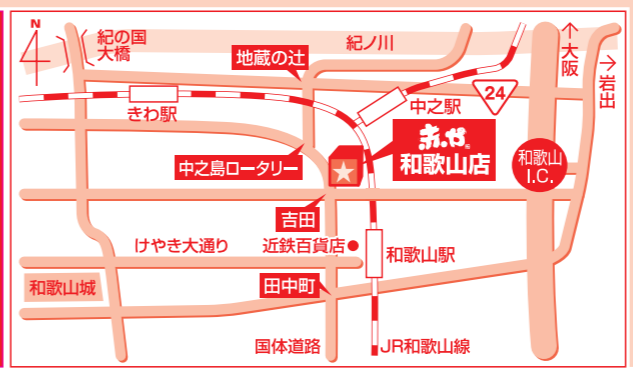 N
紀の国
大橋
紀ノ川
地蔵の辻
↑大阪
→岩出
24
きわ駅
中之駅
赤や
和歌山店
和歌山
I.C.
中之島ロータリー
吉田
けやき大通り
近鉄百貨店
和歌山駅
和歌山城
田中町
国体道路
JR和歌山線